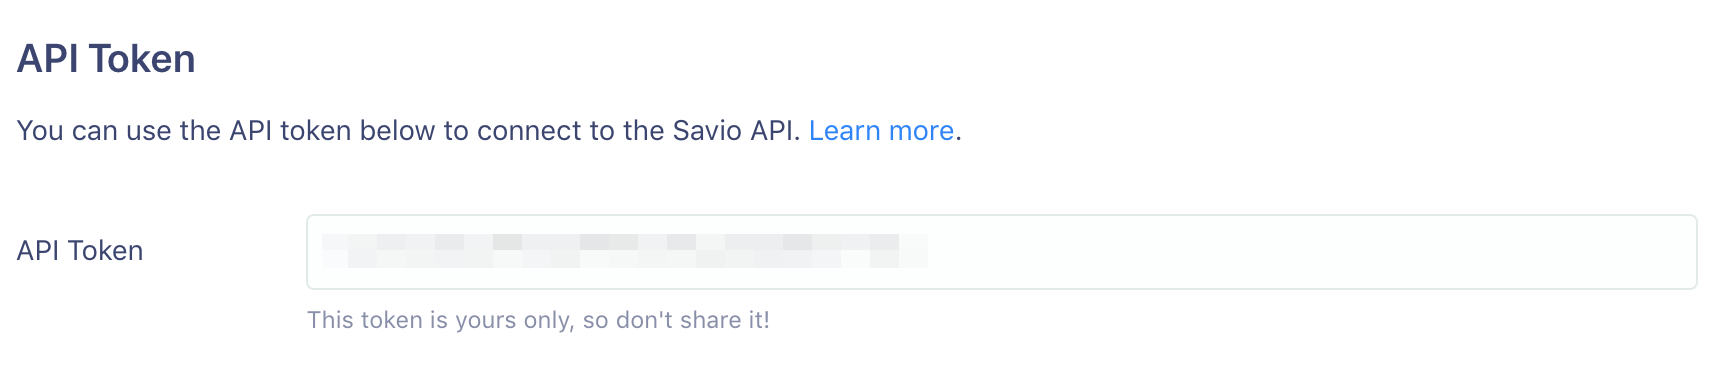 API Token
You can use the API token below to connect to the Savio API. Learn more.
API Token
This token is yours only, so don't share it!